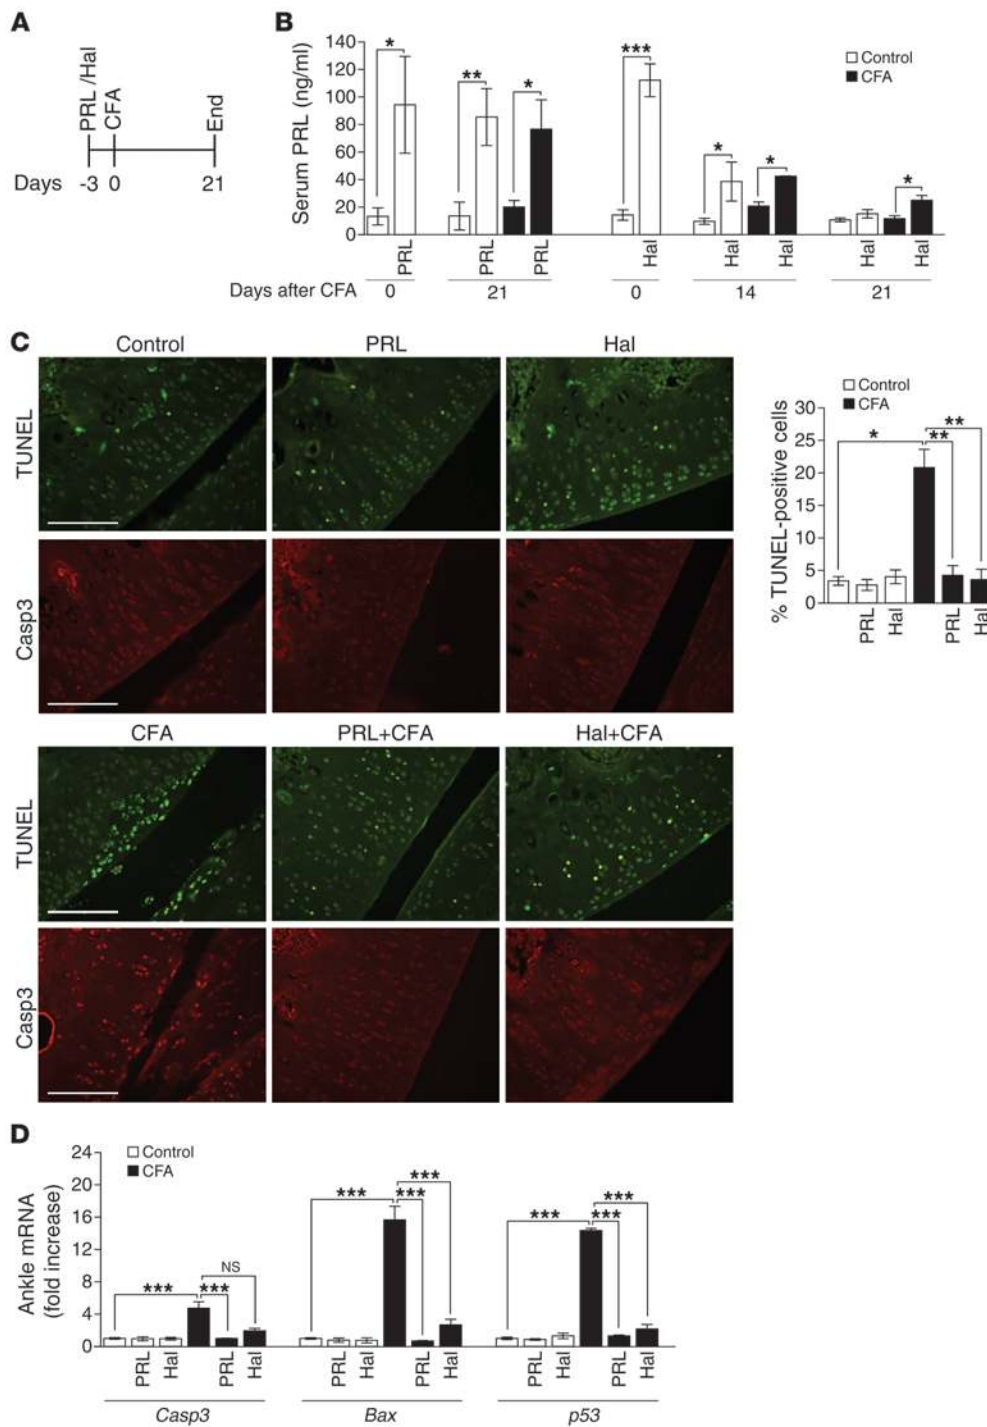 A
PRL /Hal
CFA
End
Days -3 0 21
B
Serum PRL (ng/ml)
140
120
100
80
60
40
20
0
Control
CFA
* ** * *** * * *
PRL PRL PRL Hal Hal Hal Hal Hal
Days after CFA 0 21 0 14 21
C
Control PRL Hal
TUNEL
Casp3
CFA PRL+CFA Hal+CFA
TUNEL
Casp3
Control
CFA
% TUNEL-positive cells
30
25
20
15
10
5
0
* ** **
PRL Hal PRL Hal
D
Control
CFA
Ankle mRNA
(fold increase)
24
20
16
12
8
4
0
*** *** NS *** *** *** *** *** ***
PRL Hal PRL Hal PRL Hal PRL Hal PRL Hal PRL Hal
Casp3 Bax p53